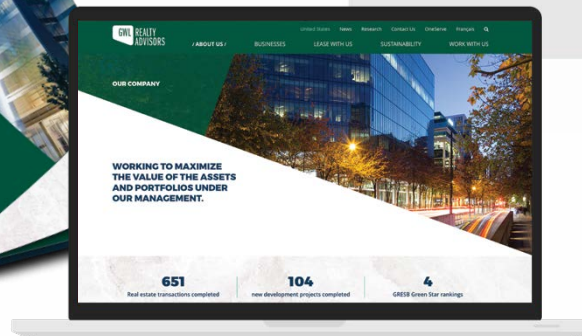 GWL REALTY
ADVISORS
United States News Research Contact Us OneServe Français
/ ABOUT US / BUSINESSES LEASE WITH US SUSTAINABILITY WORK WITH US
OUR COMPANY
WORKING TO MAXIMIZE
THE VALUE OF THE ASSETS
AND PORTFOLIOS UNDER
OUR MANAGEMENT.
651 104 4
Real estate transactions completed new development projects completed GRESB Green Star rankings